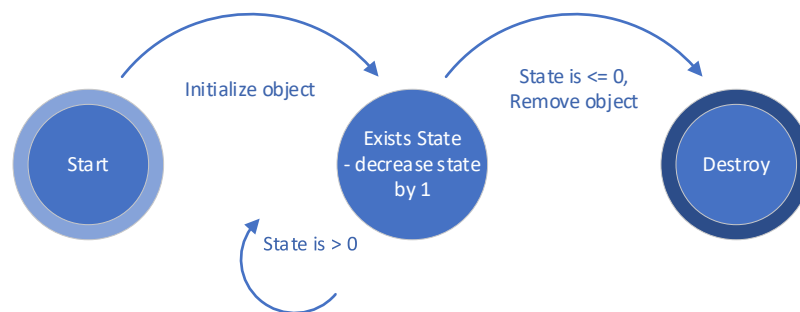 Initialize object
State is <= 0,
Remove object
Start
Exists State
- decrease state
by 1
Destroy
State is > 0